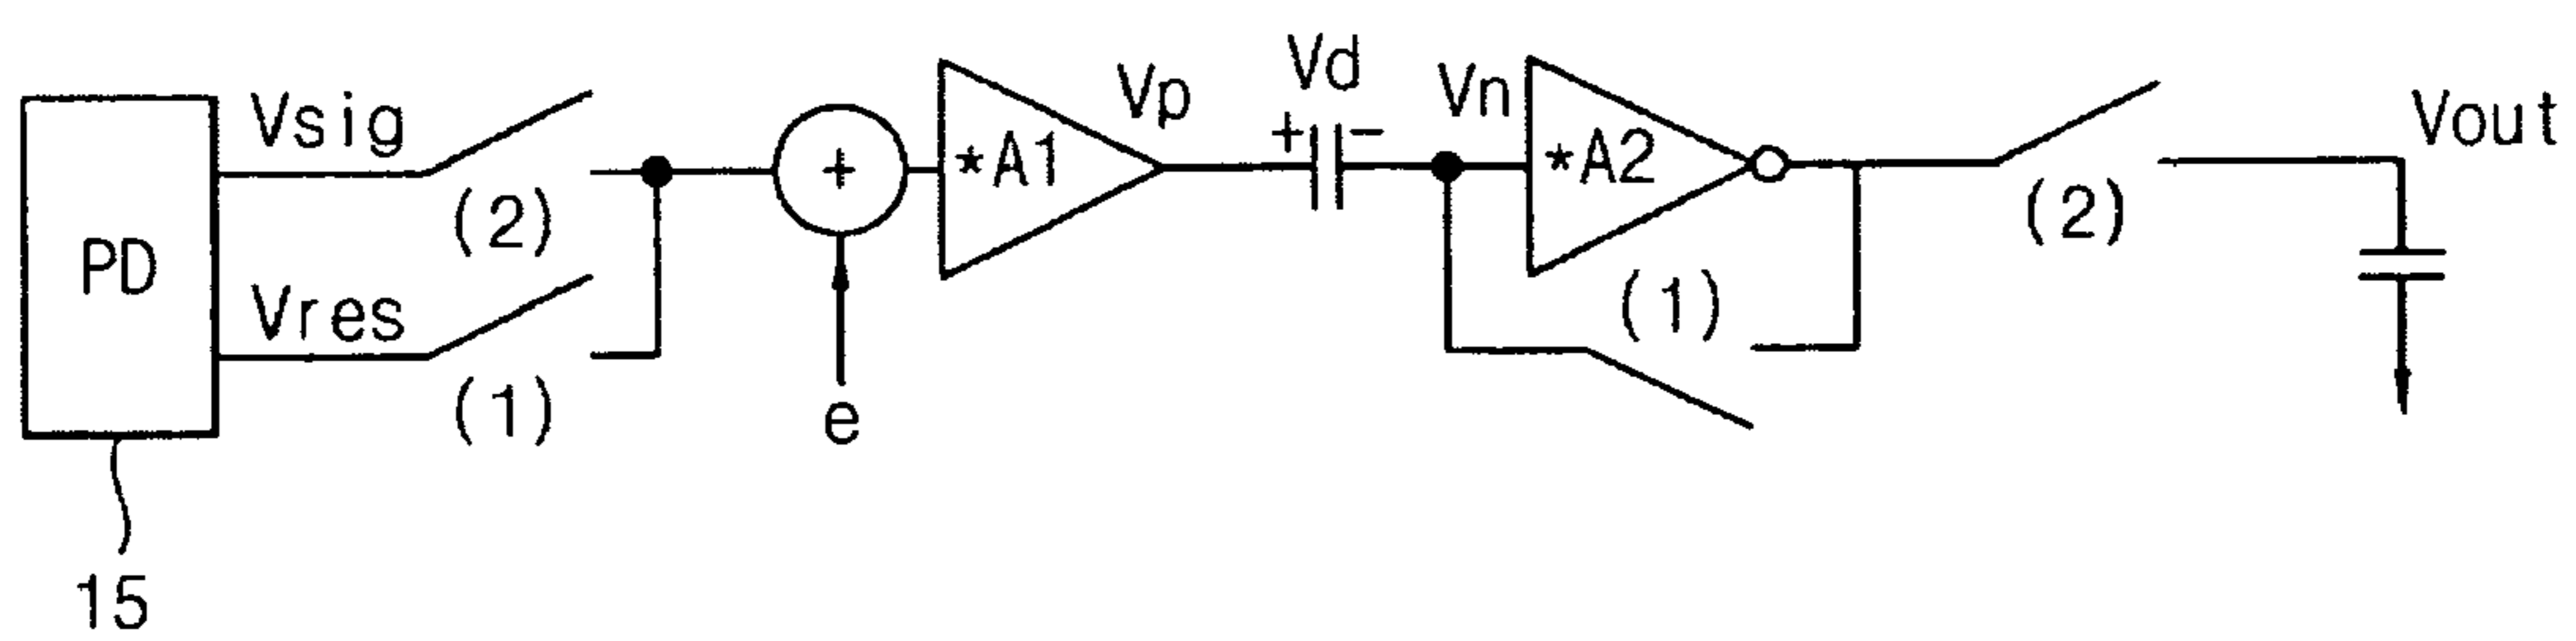 Vsig
(2)
PD
Vres
(1)
15
+
e
*A1
Vp
Vd
+ -
Vn
*A2
(1)
(2)
Vout